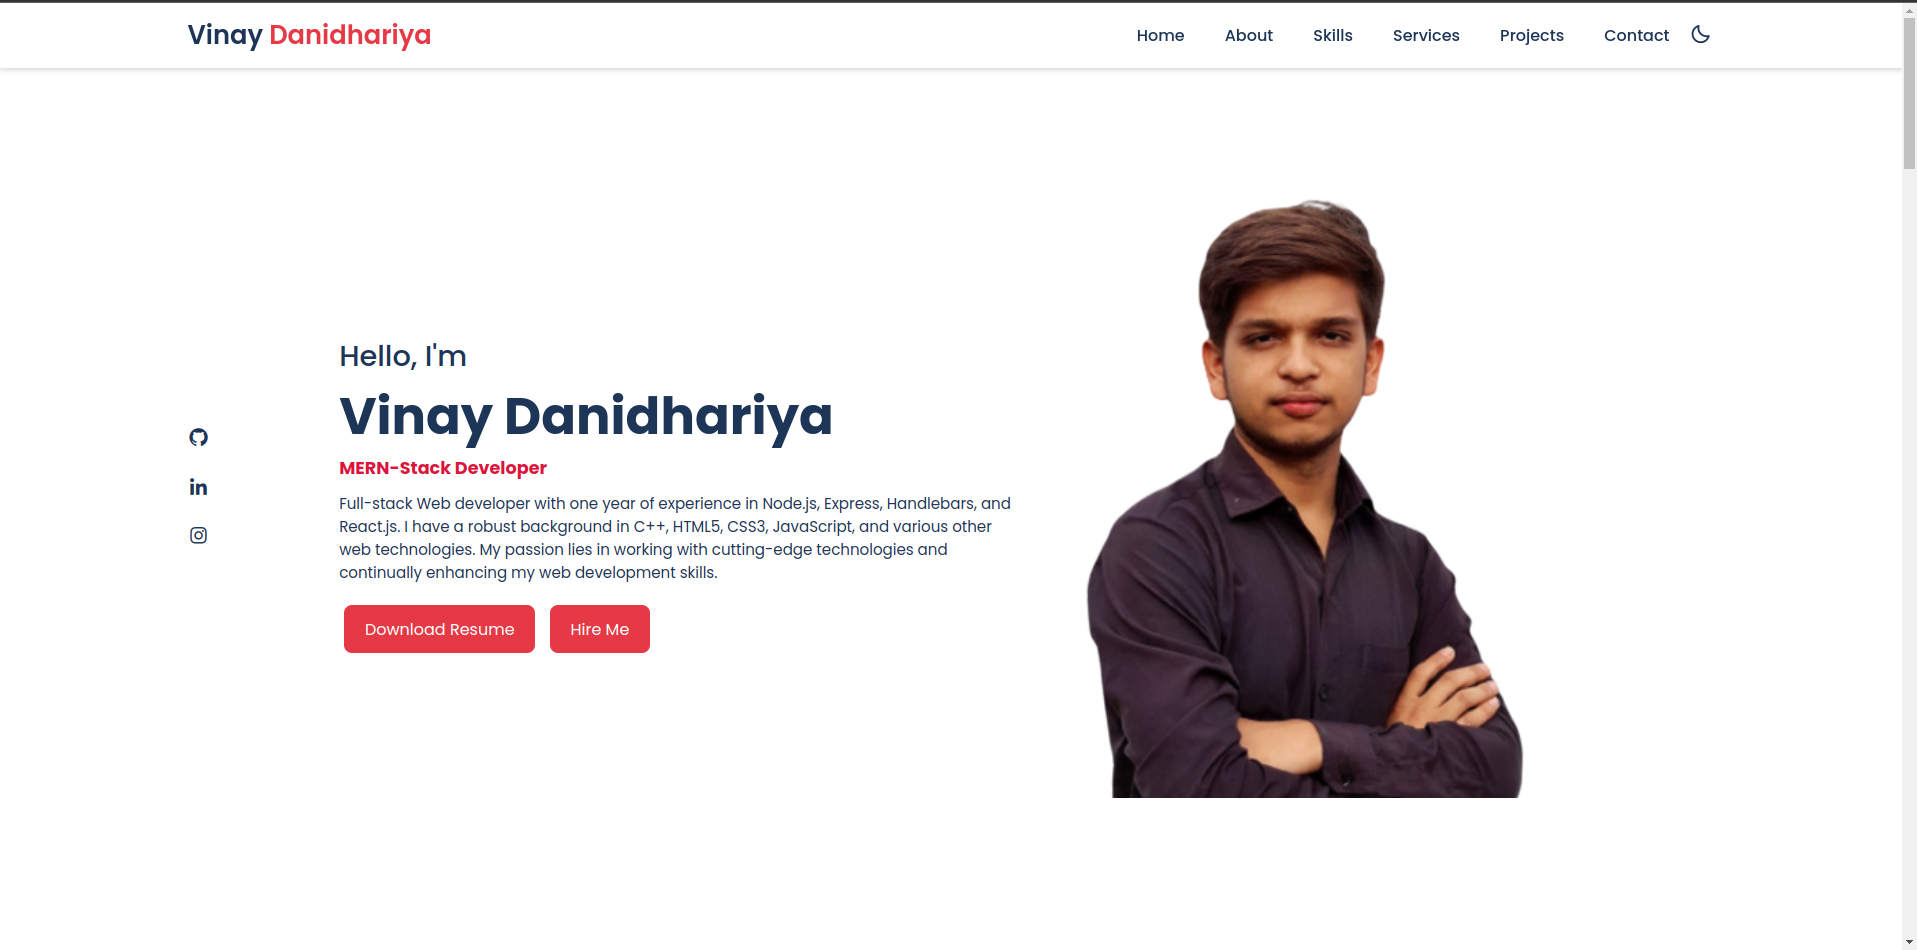 Vinay Danidhariya
Home About Skills Services Projects Contact
Hello, I'm
Vinay Danidhariya
MERN-Stack Developer
Full-stack Web developer with one year of experience in Node.js, Express, Handlebars, and
React.js. I have a robust background in C++, HTML5, CSS3, JavaScript, and various other
web technologies. My passion lies in working with cutting-edge technologies and
continually enhancing my web development skills.
Download Resume Hire Me